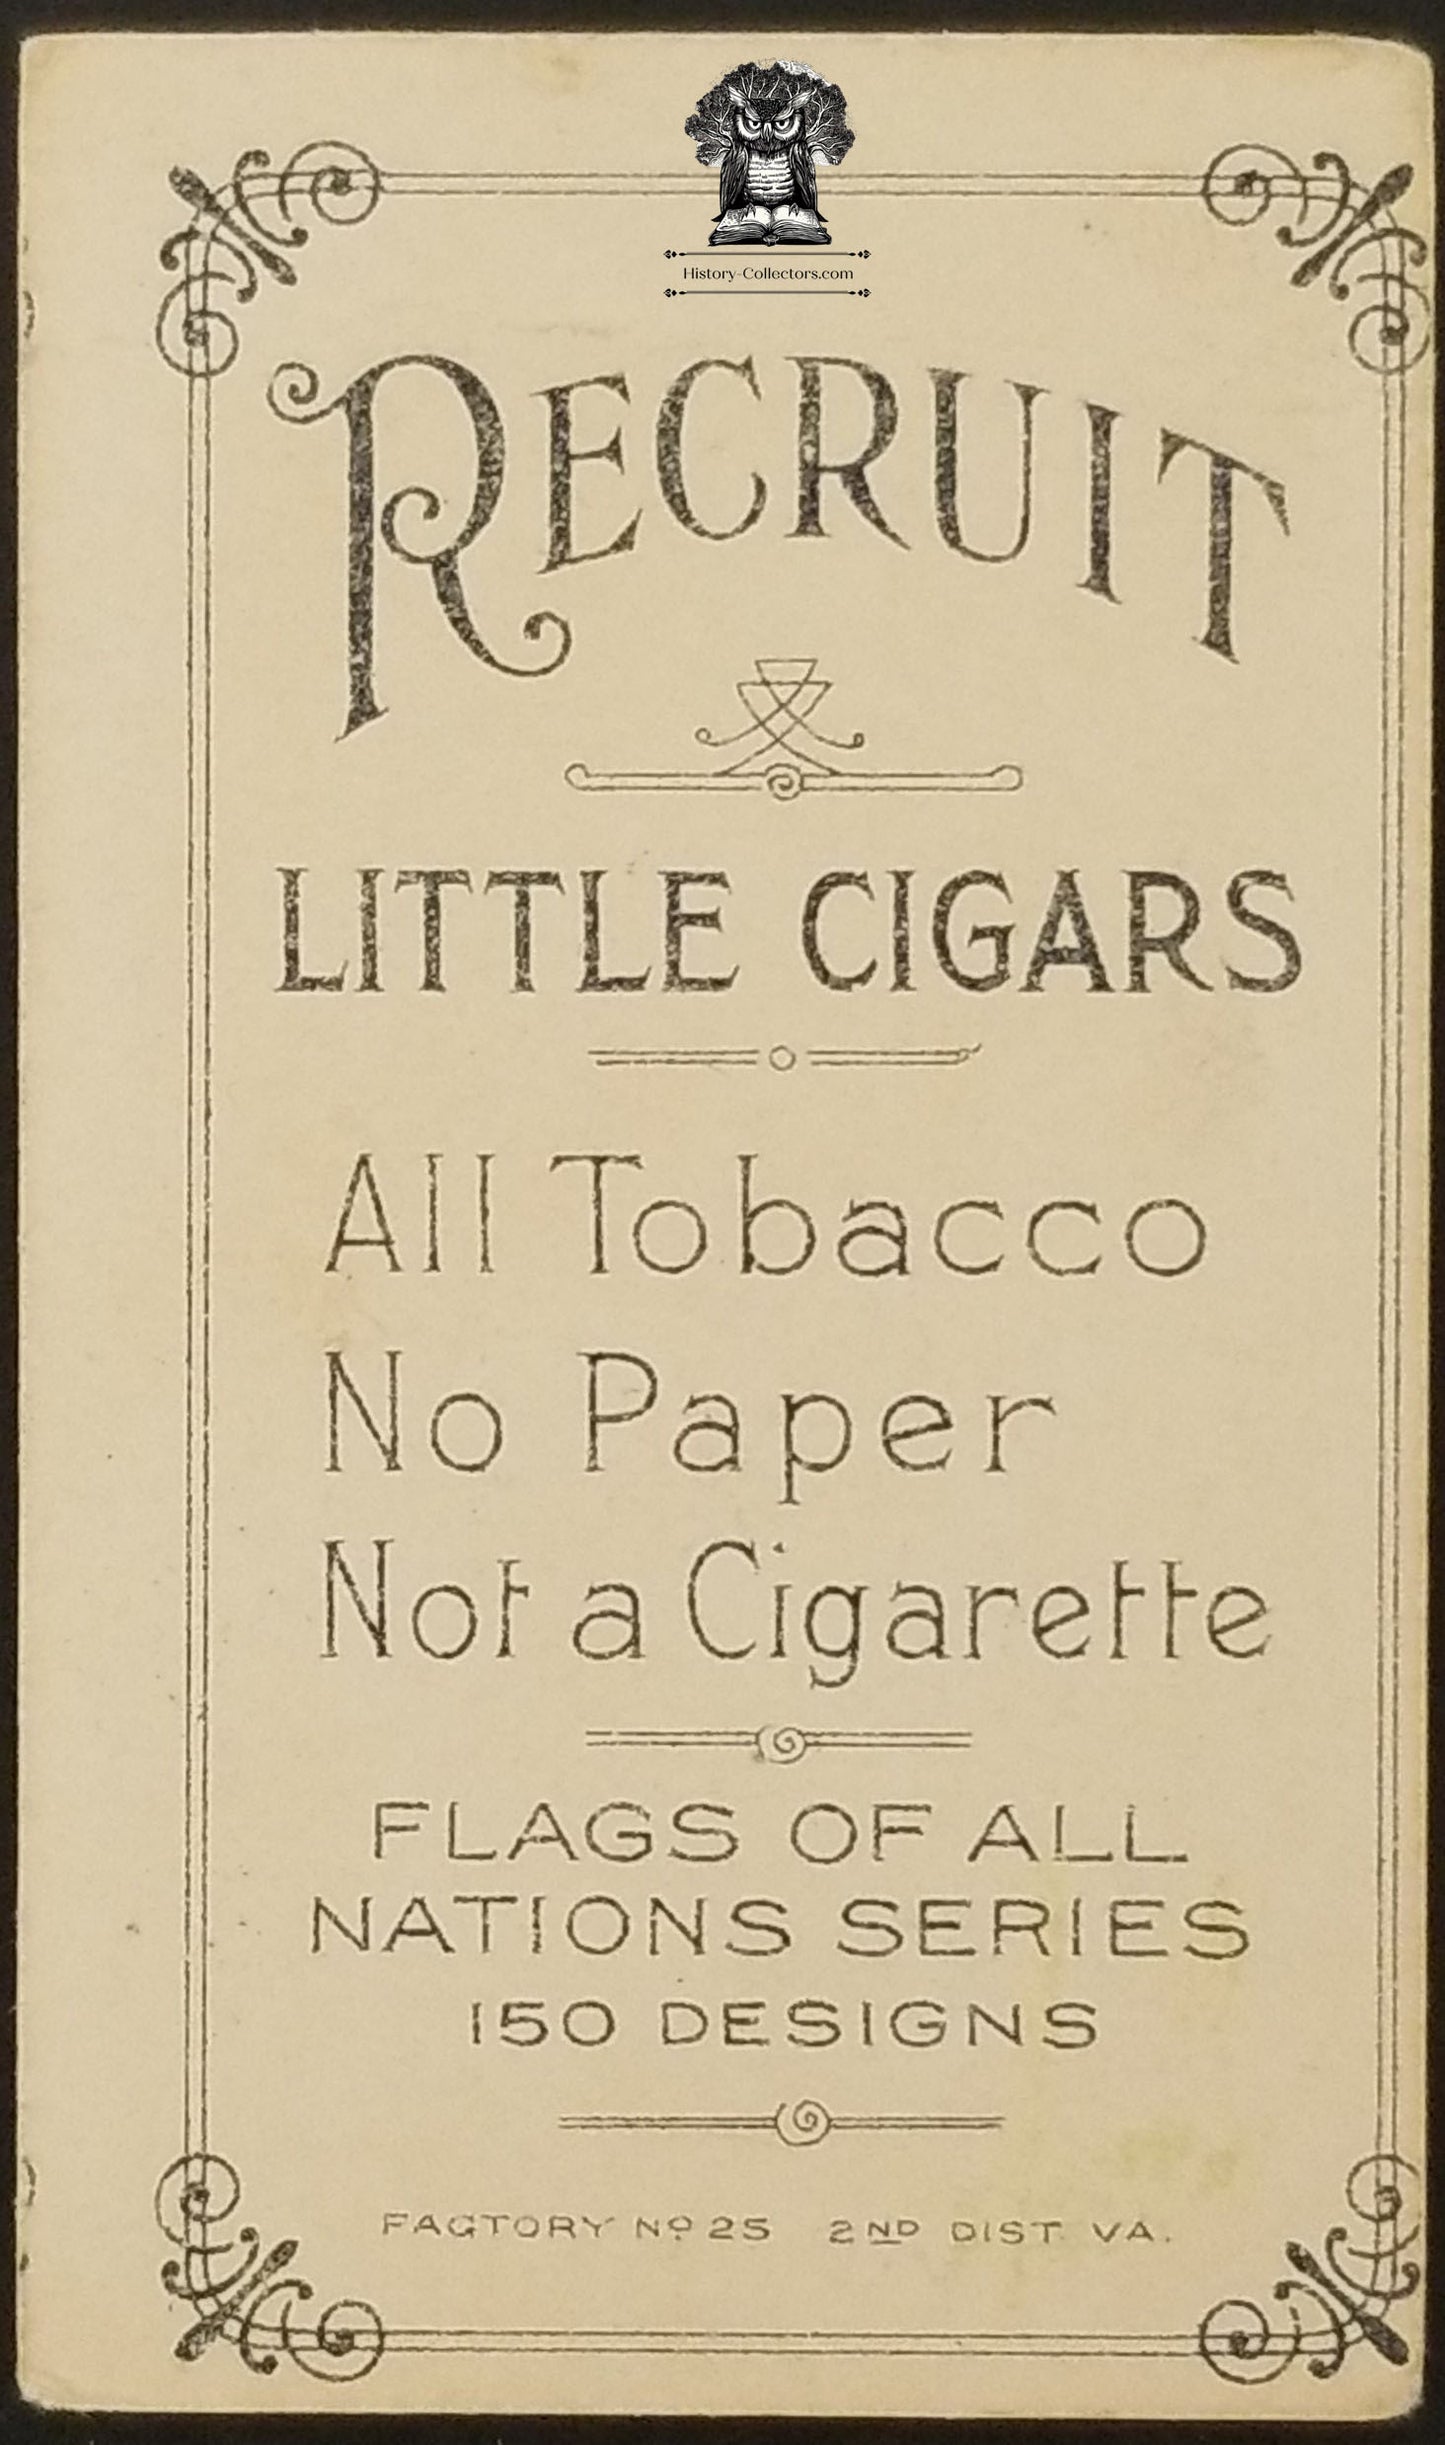 History-Collectors.com
RECRUIT
LITTLE CIGARS
All Tobacco
No Paper
Not a Cigarette
FLAGS OF ALL
NATIONS SERIES
150 DESIGNS
FACTORY Nº 25 2ND DIST. VA.